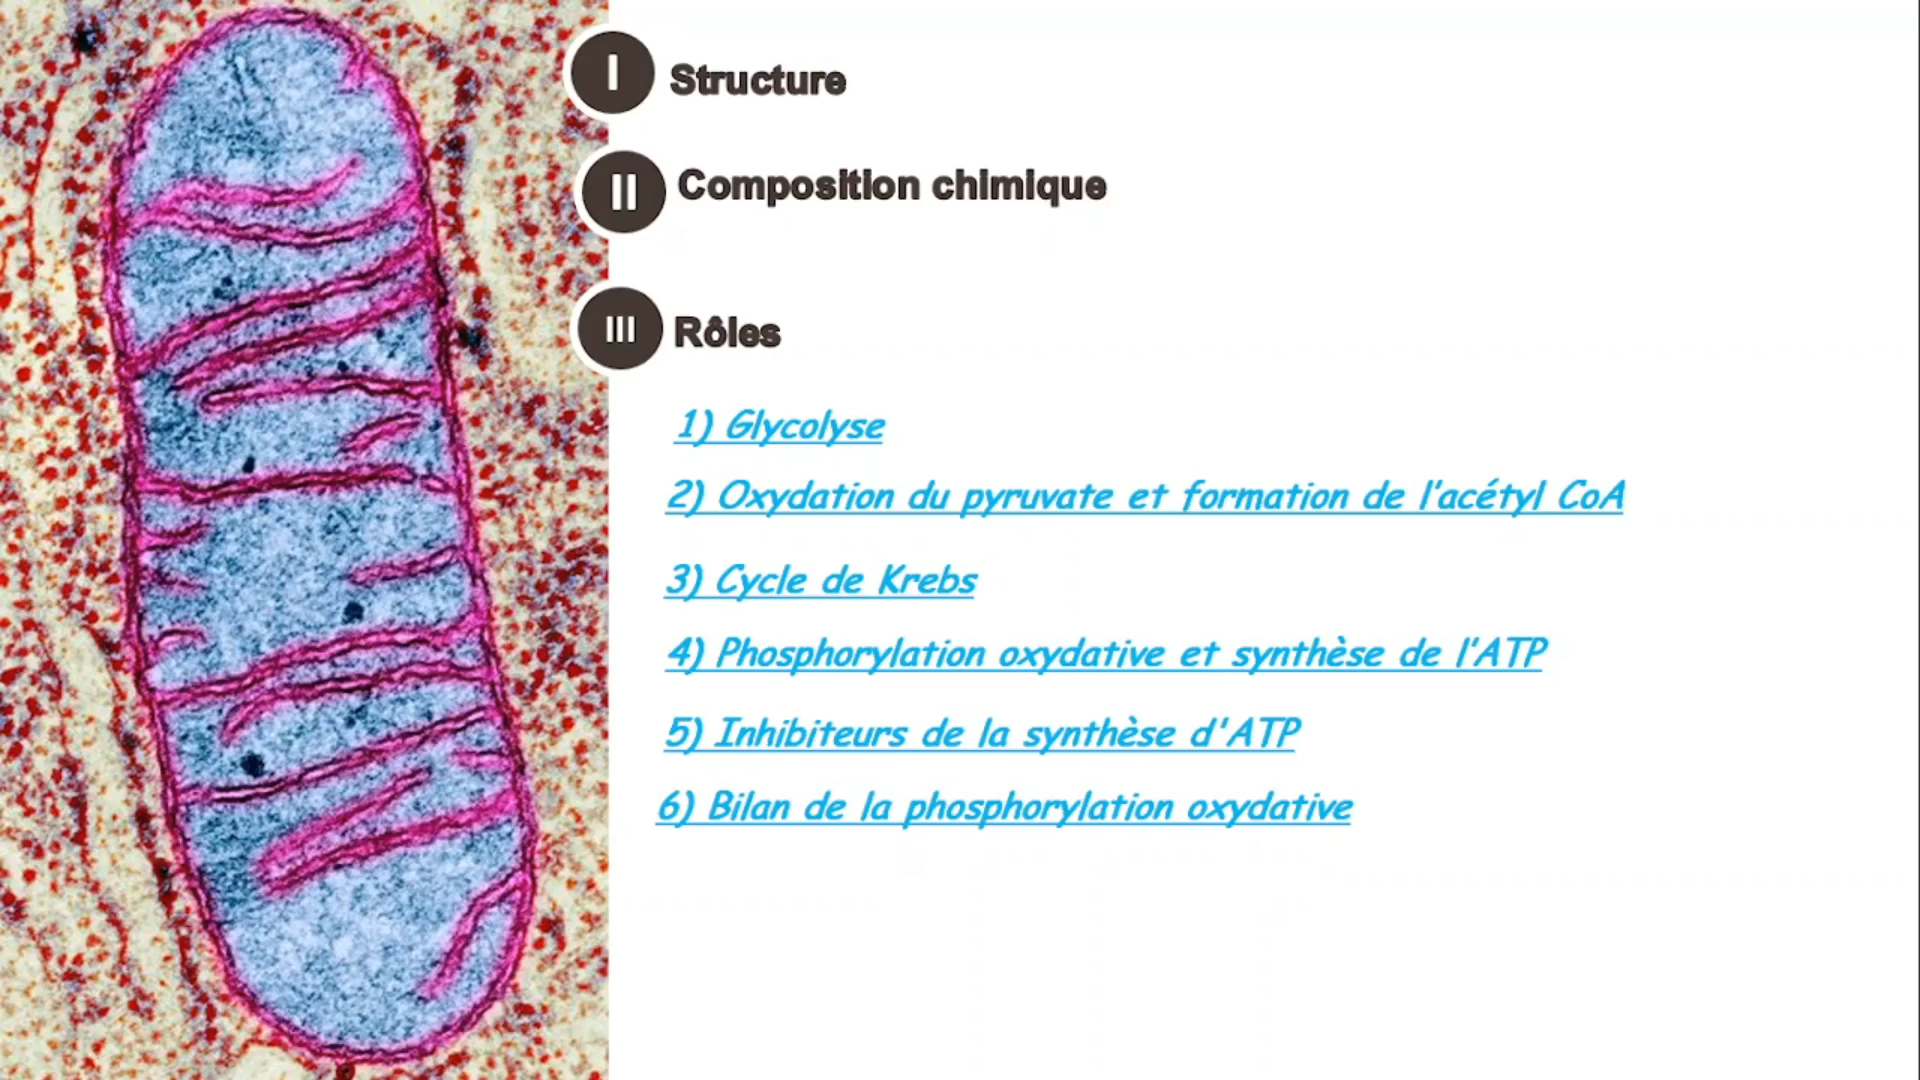 I Structure
II Composition chimique
III Rôles
1) Glycolyse
2) Oxydation du pyruvate et formation de l'acétyl CoA
3) Cycle de Krebs
4) Phosphorylation oxydative et synthèse de l'ATP
5) Inhibiteurs de la synthèse d'ATP
6) Bilan de la phosphorylation oxydative